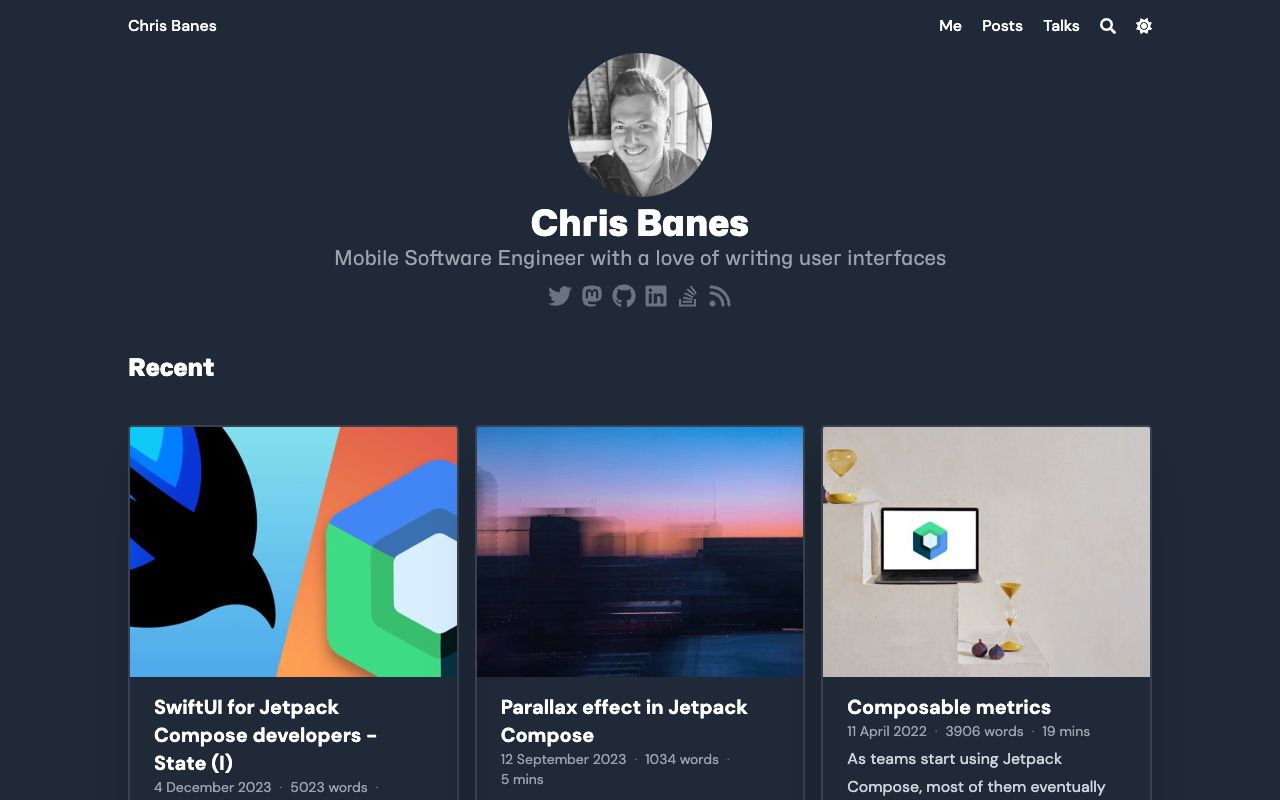 Chris Banes
Me Posts Talks
Chris Banes
Mobile Software Engineer with a love of writing user interfaces
Recent
SwiftUI for Jetpack
Compose developers –
State (I)
4 December 2023 · 5023 words ·
Parallax effect in Jetpack
Compose
12 September 2023 · 1034 words ·
5 mins
Composable metrics
11 April 2022 · 3906 words · 19 mins
As teams start using Jetpack
Compose, most of them eventually